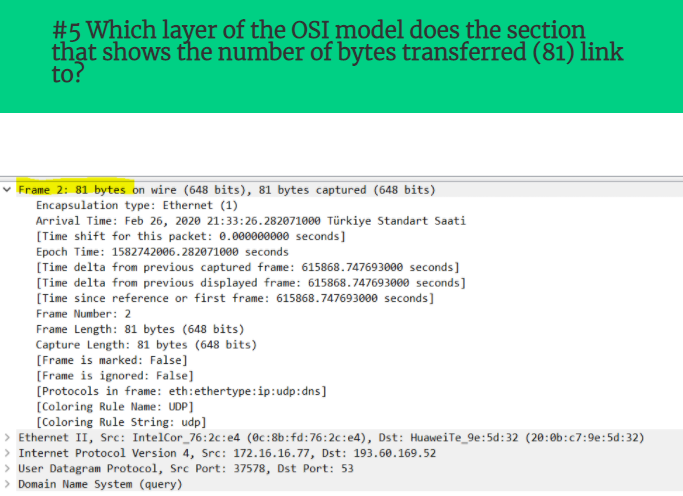 #5 Which layer of the OSI model does the section
that shows the number of bytes transferred (81) link
to?
Frame 2: 81 bytes on wire (648 bits), 81 bytes captured (648 bits)
Encapsulation type: Ethernet (1)
Arrival Time: Feb 26, 2020 21:33:26.282071000 Türkiye Standart Saati
[Time shift for this packet: 0.000000000 seconds]
Epoch Time: 1582742006.282071000 seconds
[Time delta from previous captured frame: 615868.747693000 seconds]
[Time delta from previous displayed frame: 615868.747693000 seconds]
[Time since reference or first frame: 615868.747693000 seconds]
Frame Number: 2
Frame Length: 81 bytes (648 bits)
Capture Length: 81 bytes (648 bits)
[Frame is marked: False]
[Frame is ignored: False]
[Protocols in frame: eth:ethertype:ip:udp:dns]
[Coloring Rule Name: UDP]
[Coloring Rule String: udp]
Ethernet II, Src: IntelCor_76:2c:e4 (0c:8b:fd:76:2c:e4), Dst: HuaweiTe_9e:5d:32 (20:0b:c7:9e:5d:32)
Internet Protocol Version 4, Src: 172.16.16.77, Dst: 193.60.169.52
User Datagram Protocol, Src Port: 37578, Dst Port: 53
Domain Name System (query)